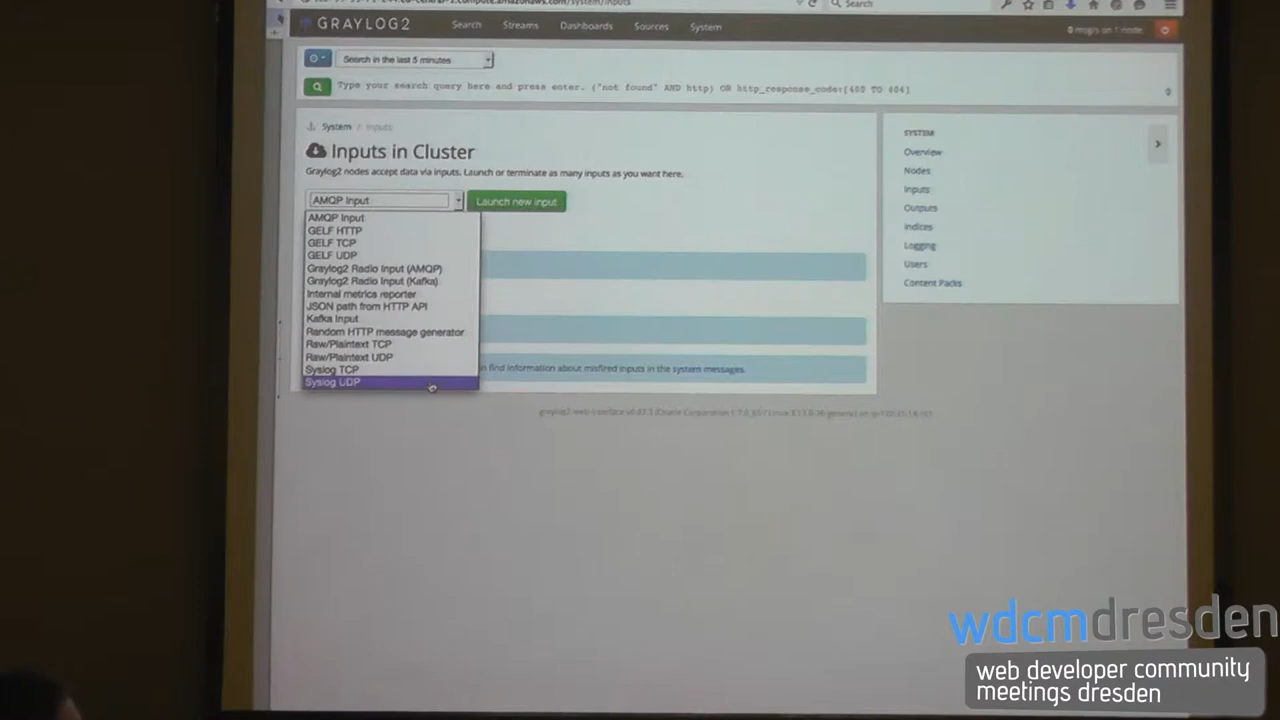 GRAYLOG2
Search Streams Dashboards Sources System
0 msg/s on 1 node
Search
Search in the last 5 minutes
Type your search query here and press enter. ("not found" AND http) OR http_response_code:[400 TO 404]
System / Inputs
Inputs in Cluster
Graylog2 nodes accept data via inputs. Launch or terminate as many inputs as you want here.
AMQP Input
Launch new input
AMQP Input
GELF HTTP
GELF TCP
GELF UDP
Graylog2 Radio Input (AMQP)
Graylog2 Radio Input (Kafka)
Internal metrics reporter
JSON path from HTTP API
Kafka Input
Random HTTP message generator
Raw/Plaintext TCP
Raw/Plaintext UDP
Syslog TCP
Syslog UDP
find information about misfired inputs in the system messages.
SYSTEM
Overview
Nodes
Inputs
Outputs
Indices
Logging
Users
Content Packs
wdcmdresden
web developer community
meetings dresden